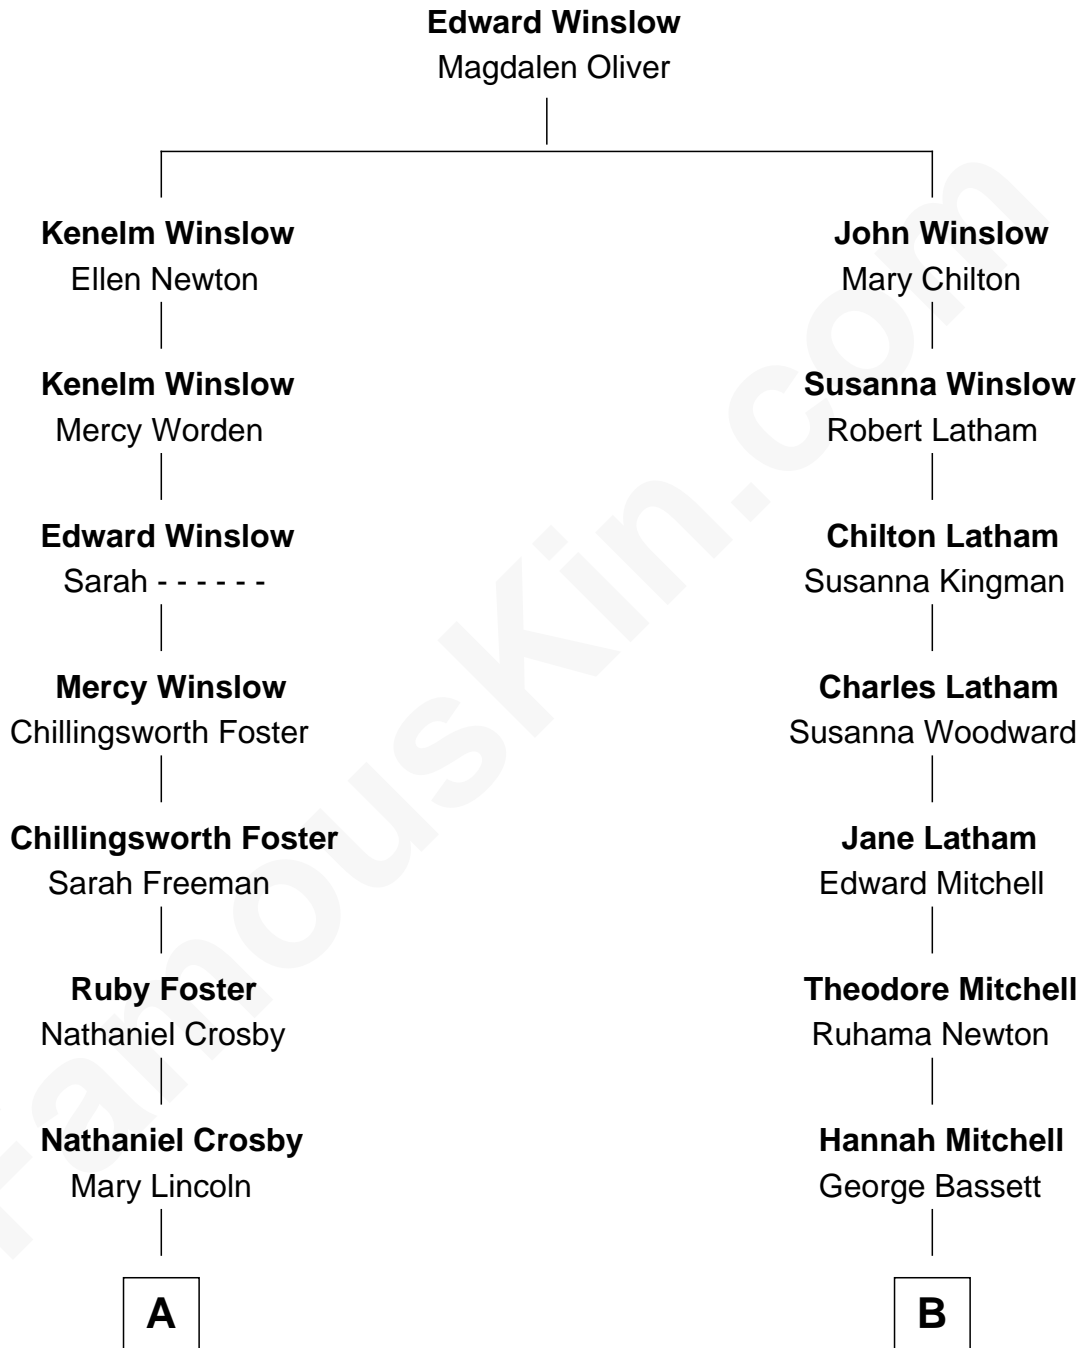 Edward Winslow
Magdalen Oliver
Kenelm Winslow
Ellen Newton
John Winslow
Mary Chilton
Kenelm Winslow
Mercy Worden
Susanna Winslow
Robert Latham
Edward Winslow
Sarah - - - - - -
Chilton Latham
Susanna Kingman
Mercy Winslow
Chillingsworth Foster
Charles Latham
Susanna Woodward
Chillingsworth Foster
Sarah Freeman
Jane Latham
Edward Mitchell
Ruby Foster
Nathaniel Crosby
Theodore Mitchell
Ruhama Newton
Nathaniel Crosby
Mary Lincoln
Hannah Mitchell
George Bassett
A
B
FamousKin.com